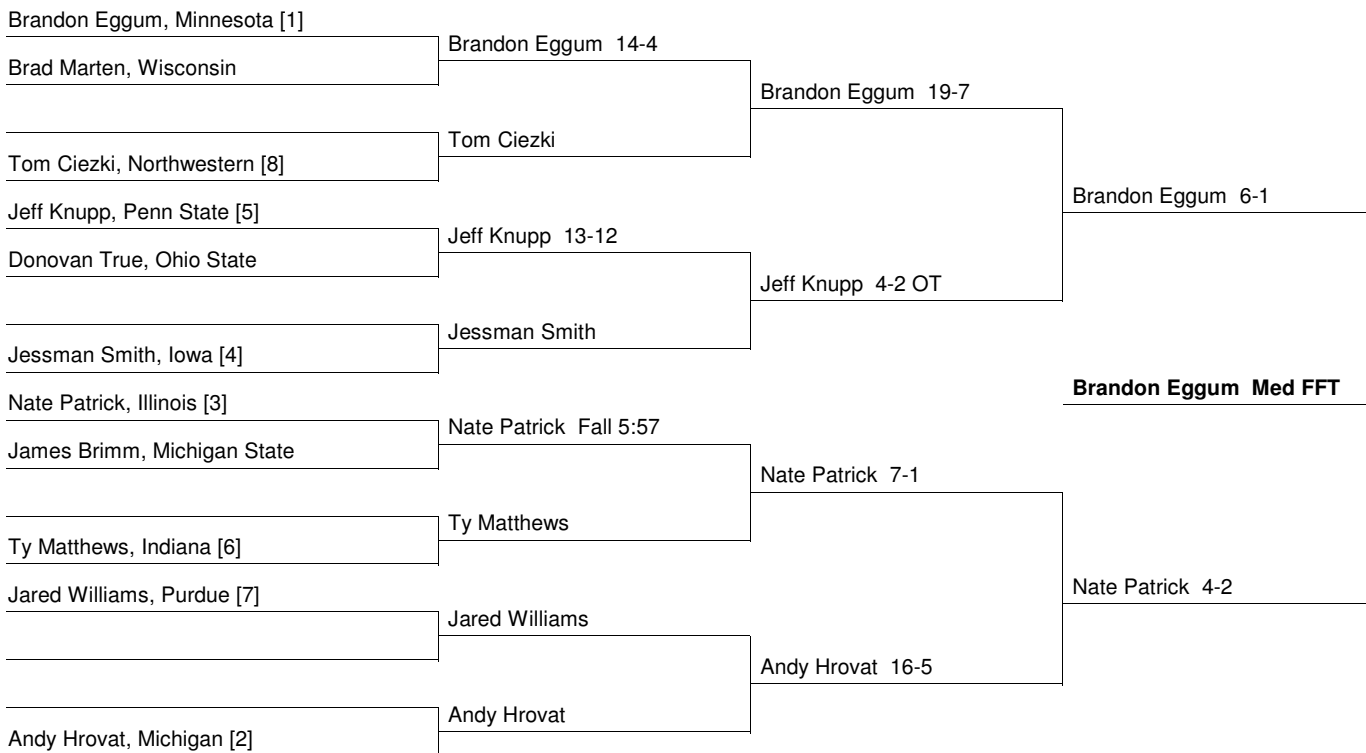 Brandon Eggum, Minnesota [1]
Brandon Eggum 14-4
Brad Marten, Wisconsin
Brandon Eggum 19-7
Tom Ciezki
Tom Ciezki, Northwestern [8]
Brandon Eggum 6-1
Jeff Knupp, Penn State [5]
Jeff Knupp 13-12
Donovan True, Ohio State
Jeff Knupp 4-2 OT
Jessman Smith
Jessman Smith, Iowa [4]
Brandon Eggum Med FFT
Nate Patrick, Illinois [3]
Nate Patrick Fall 5:57
James Brimm, Michigan State
Nate Patrick 7-1
Ty Matthews
Ty Matthews, Indiana [6]
Nate Patrick 4-2
Jared Williams, Purdue [7]
Jared Williams
Andy Hrovat 16-5
Andy Hrovat
Andy Hrovat, Michigan [2]